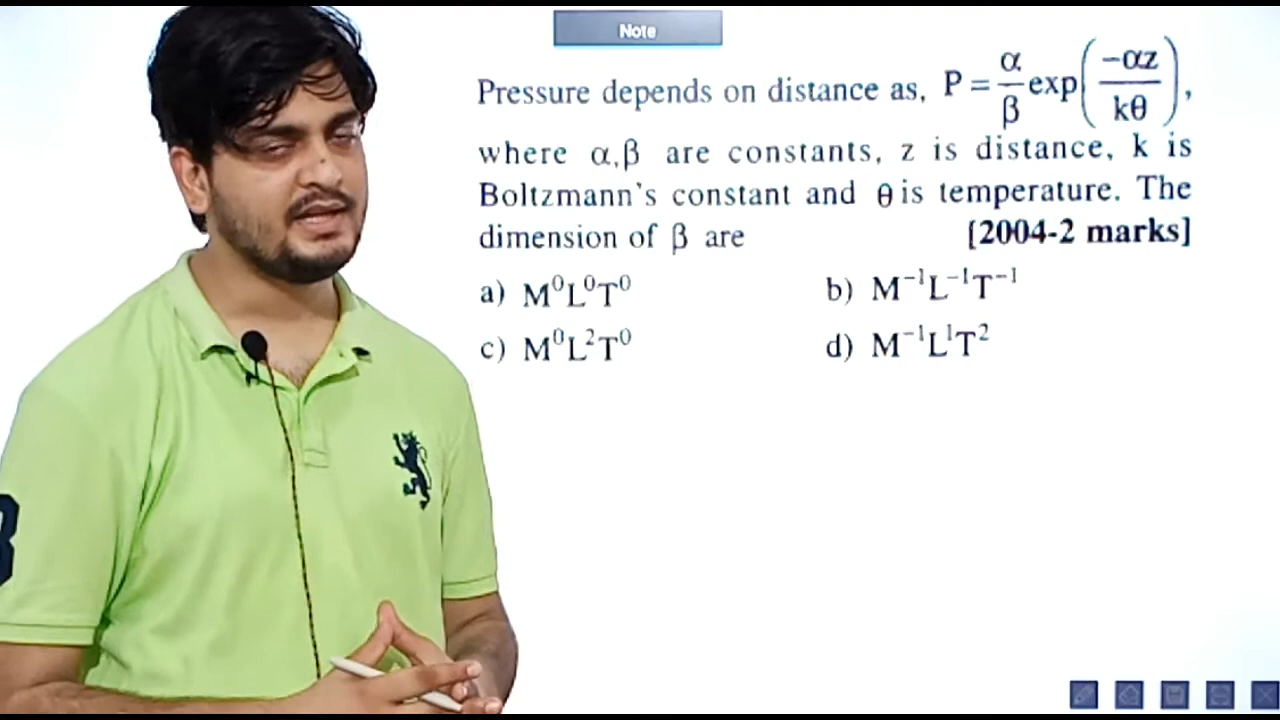 Note
Pressure depends on distance as, P = α/β exp(−αz/kθ),
where α,β are constants, z is distance, k is
Boltzmann's constant and θ is temperature. The
dimension of β are [2004-2 marks]
a) M⁰L⁰T⁰ b) M⁻¹L⁻¹T⁻¹
c) M⁰L²T⁰ d) M⁻¹L¹T²